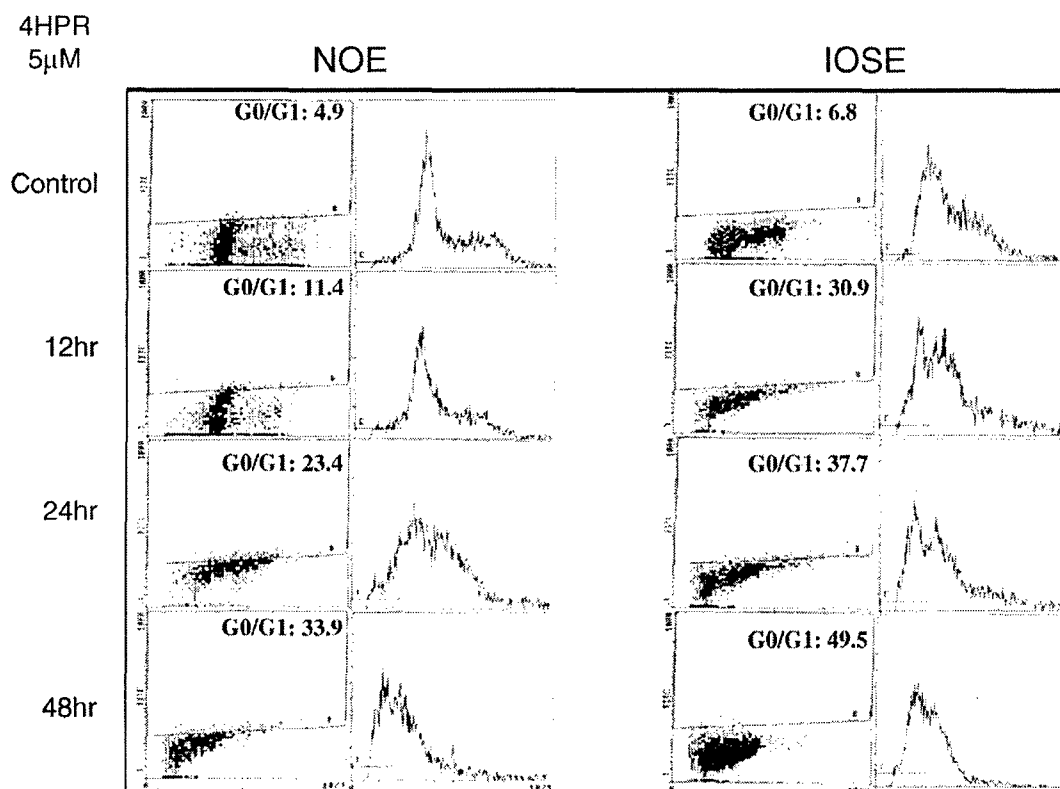 4HPR
5μM
NOE
IOSE
Control
G0/G1: 4.9
G0/G1: 6.8
12hr
G0/G1: 11.4
G0/G1: 30.9
24hr
G0/G1: 23.4
G0/G1: 37.7
48hr
G0/G1: 33.9
G0/G1: 49.5